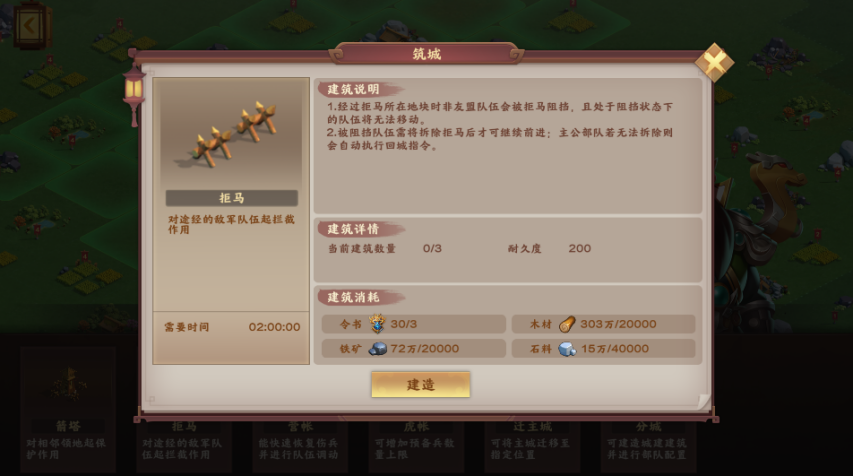 筑城
建筑说明
1.经过拒马所在地块时非友盟队伍会被拒马阻挡，且处于阻挡状态下
的队伍将无法移动。
2.被阻挡队伍需将拆除拒马后才可继续前进；主公部队若无法拆除则
会自动执行回城指令。
拒马
对途经的敌军队伍起拦截
作用
建筑详情
当前建筑数量 0/3 耐久度 200
建筑消耗
令书 30/3 木材 303万/20000
铁矿 72万/20000 石料 15万/40000
需要时间 02:00:00
建造
箭塔 拒马 营帐 虎帐 迁主城 分城
对相邻领地起保 对途经的敌军队 能快速恢复伤兵 可增加预备兵数 可将主城迁移至 可建造城建建筑
护作用 伍起拦截作用 并进行队伍调动 量上限 指定位置 并进行部队配置